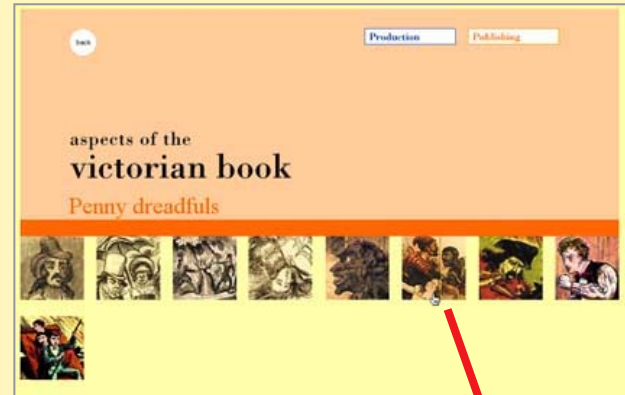 back
Production
Publishing
aspects of the
victorian book
Penny dreadfuls